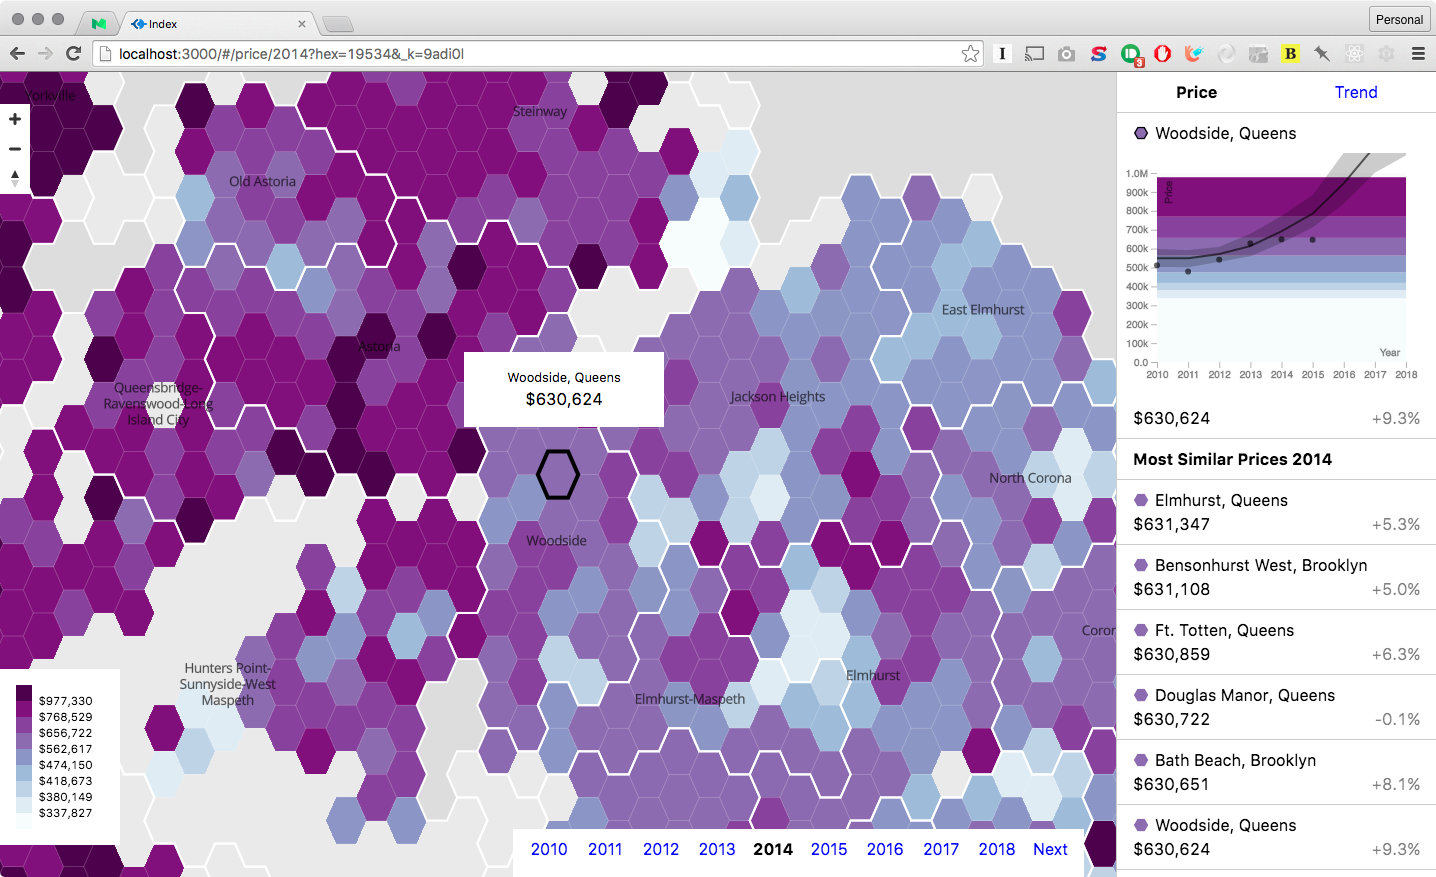 Index
Personal
localhost:3000/#/price/2014?hex=19534&_k=9adi0l
I
S
3
B
Yorkville
Steinway
Old Astoria
East Elmhurst
Astoria
Queensbridge-
Ravenswood-Long
Island City
Woodside, Queens
$630,624
Jackson Heights
North Corona
Woodside
Coror
Hunters Point-
Sunnyside-West
Maspeth
Elmhurst-Maspeth
Elmhurst
$977,330
$768,529
$656,722
$562,617
$474,150
$418,673
$380,149
$337,827
2010 2011 2012 2013 2014 2015 2016 2017 2018 Next
Price Trend
Woodside, Queens
Price
1.0M
900k
800k
700k
600k
500k
400k
300k
200k
100k
0.0
Year
2010 2011 2012 2013 2014 2015 2016 2017 2018
$630,624 +9.3%
Most Similar Prices 2014
Elmhurst, Queens
$631,347 +5.3%
Bensonhurst West, Brooklyn
$631,108 +5.0%
Ft. Totten, Queens
$630,859 +6.3%
Douglas Manor, Queens
$630,722 -0.1%
Bath Beach, Brooklyn
$630,651 +8.1%
Woodside, Queens
$630,624 +9.3%